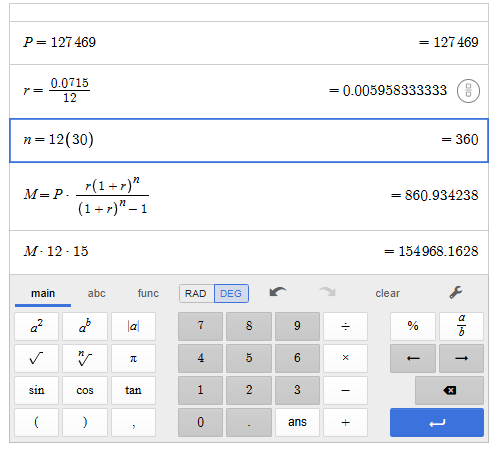 P = 127469 = 127469
r = 0.0715/12 = 0.005958333333
n = 12(30) = 360
M = P · r(1+r)ⁿ/(1+r)ⁿ − 1 = 860.934238
M · 12 · 15 = 154968.1628
main abc func RAD DEG clear
a² aᵇ |a| 7 8 9 ÷ % a/b
√ ⁿ√ π 4 5 6 × ← →
sin cos tan 1 2 3 −
( ) , 0 . ans +